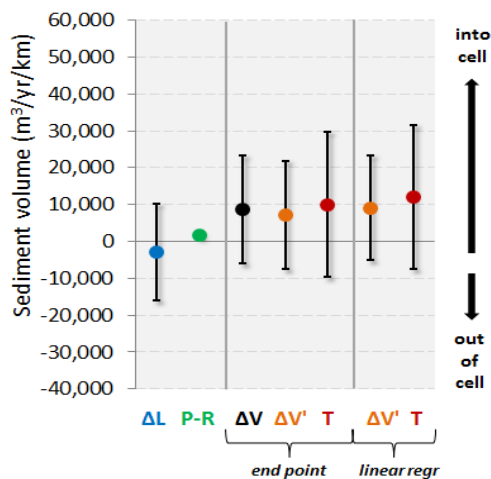 Sediment volume (m³/yr/km)
60,000
50,000
40,000
30,000
20,000
10,000
0
-10,000
-20,000
-30,000
-40,000
ΔL P-R ΔV ΔV' T ΔV' T
end point linear regr
into
cell
out
of
cell